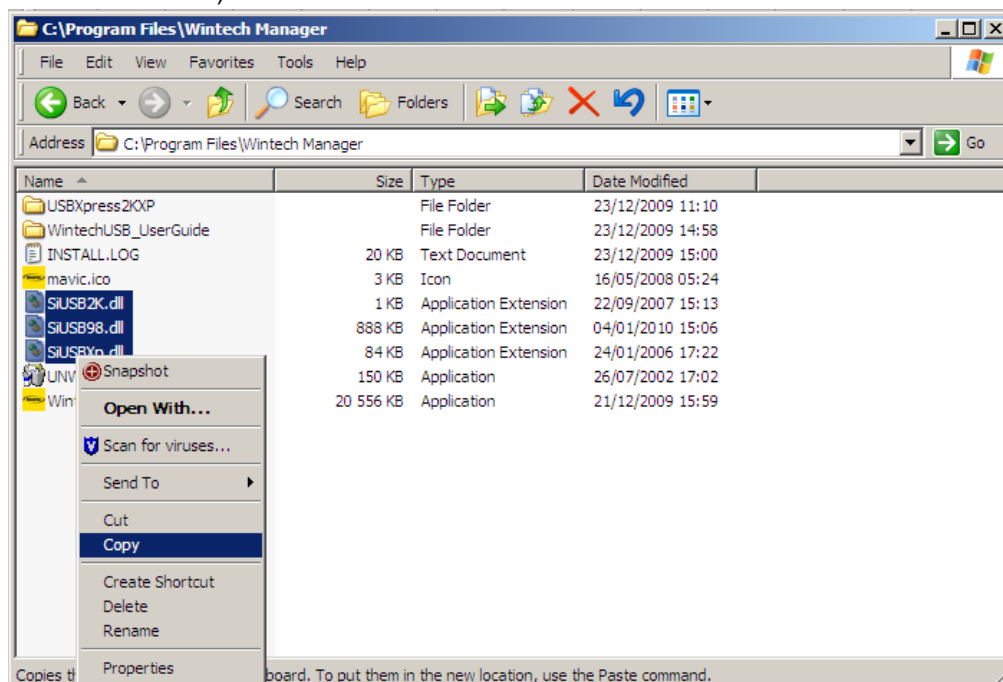 C:\Program Files\Wintech Manager
File Edit View Favorites Tools Help
Back Search Folders
Address C:\Program Files\Wintech Manager Go
Name Size Type Date Modified
USBXpress2KXP File Folder 23/12/2009 11:10
WintechUSB_UserGuide File Folder 23/12/2009 14:58
INSTALL.LOG 20 KB Text Document 23/12/2009 15:00
mavic.ico 3 KB Icon 16/05/2008 05:24
SiUSB2K.dll 1 KB Application Extension 22/09/2007 15:13
SiUSB98.dll 888 KB Application Extension 04/01/2010 15:06
SiUSBXp.dll 84 KB Application Extension 24/01/2006 17:22
UNW 150 KB Application 26/07/2002 17:02
Win 20 556 KB Application 21/12/2009 15:59
Snapshot
Open With...
Scan for viruses...
Send To
Cut
Copy
Create Shortcut
Delete
Rename
Properties
Copies th board. To put them in the new location, use the Paste command.